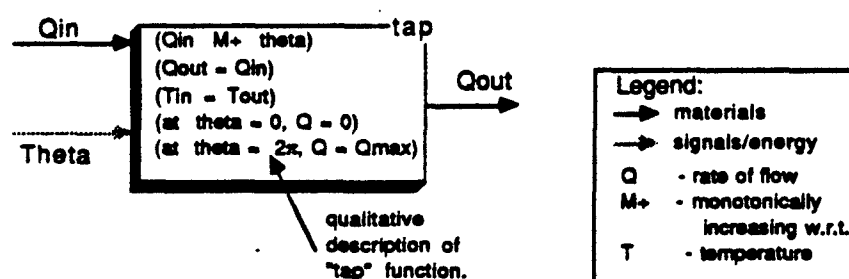 Qin
tap
(Qin M+ theta)
(Qout = Qin)
(Tin = Tout)
(at theta = 0, Q = 0)
(at theta = 2π, Q = Qmax)
Theta
Qout
qualitative
description of
"tap" function.
Legend:
materials
signals/energy
Q - rate of flow
M+ - monotonically
increasing w.r.t.
T - temperature